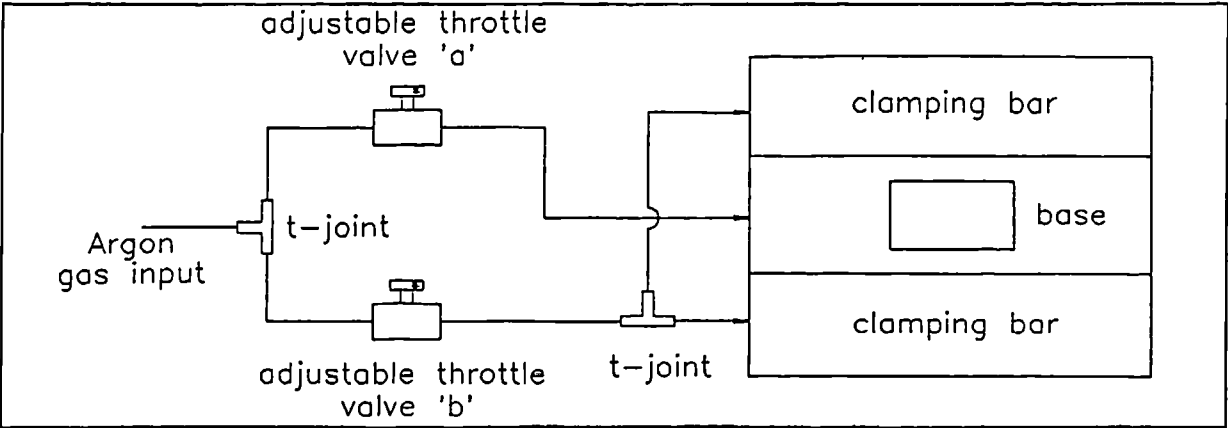 adjustable throttle
valve 'a'
clamping bar
t-joint
base
Argon
gas input
clamping bar
t-joint
adjustable throttle
valve 'b'